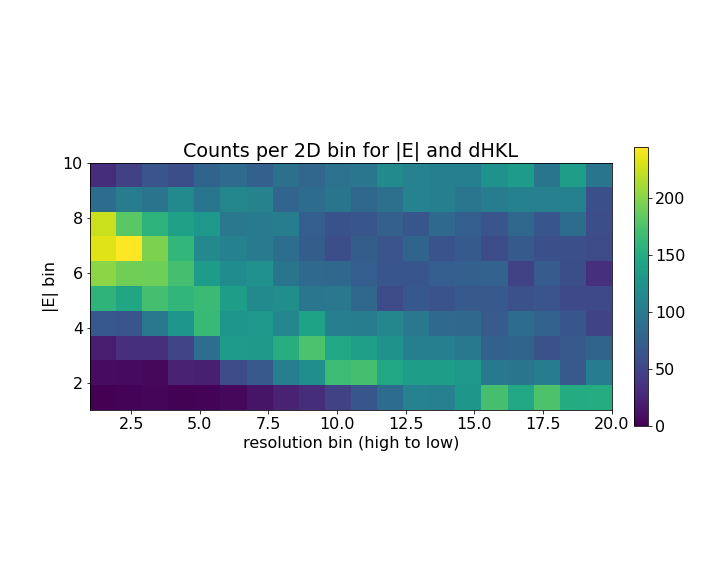 Counts per 2D bin for |E| and dHKL
10
8
6
4
2
|E| bin
2.5 5.0 7.5 10.0 12.5 15.0 17.5 20.0
resolution bin (high to low)
200
150
100
50
0